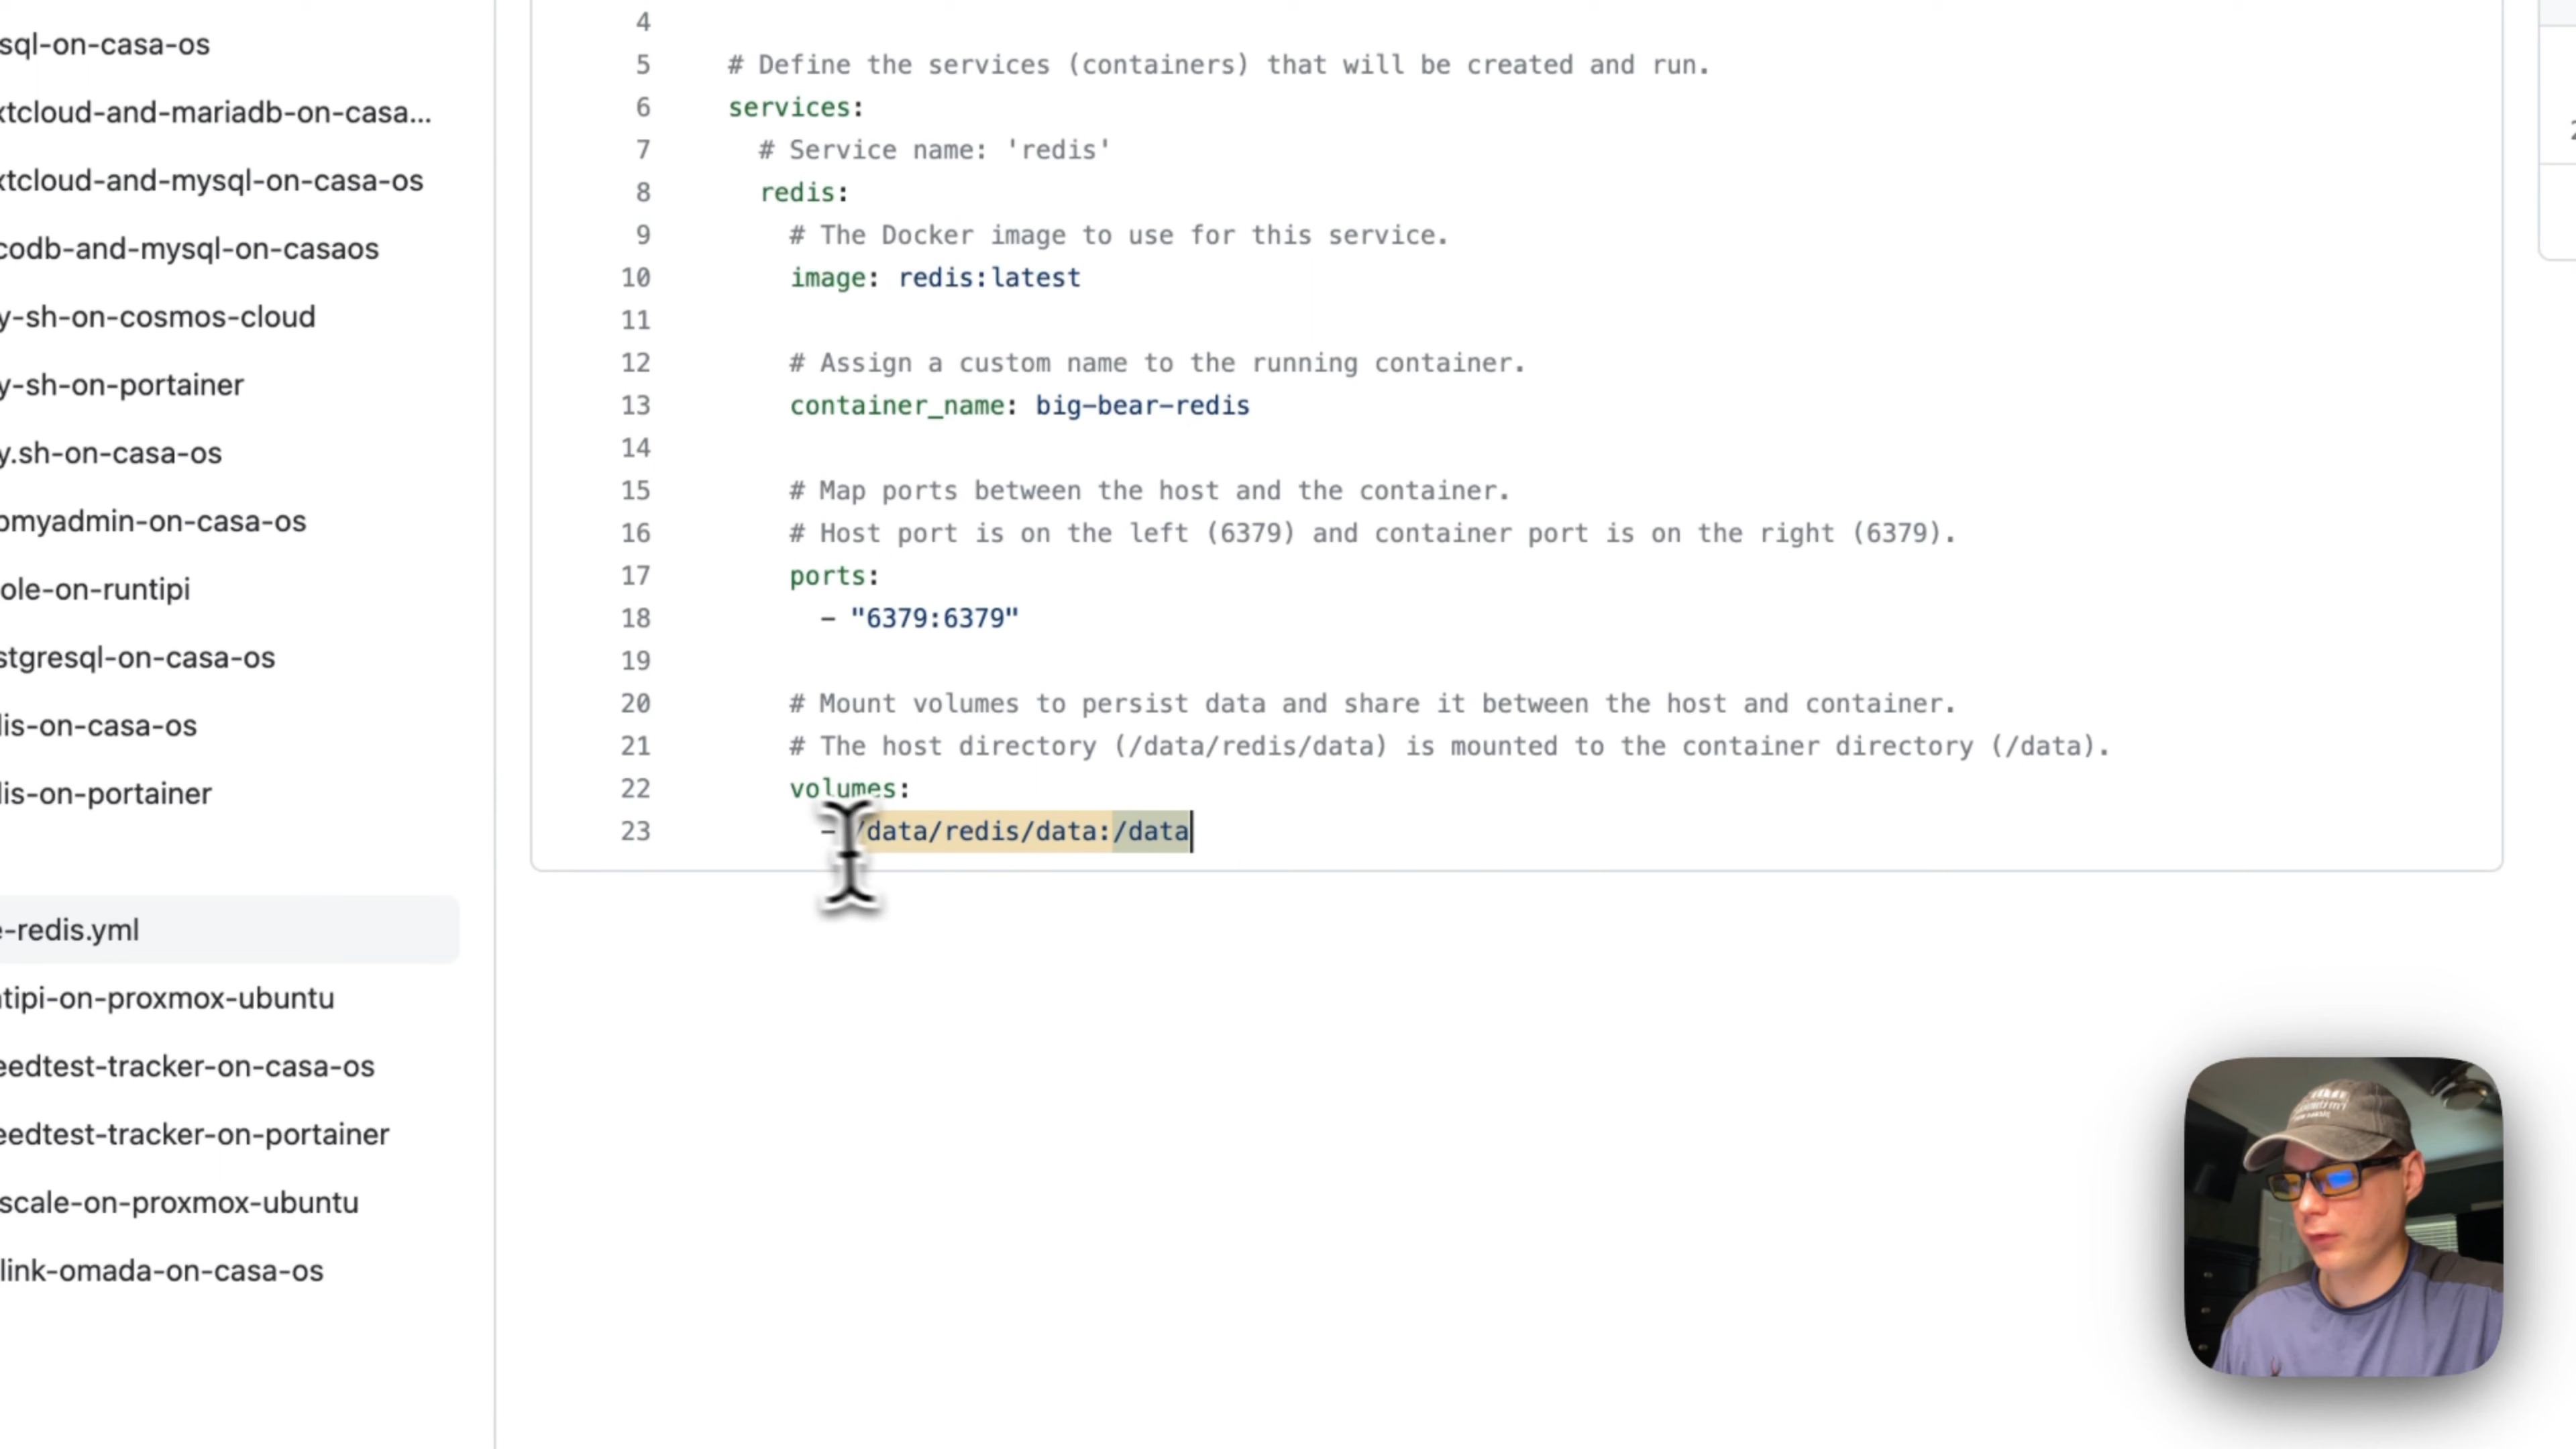 sql-on-casa-os
xtcloud-and-mariadb-on-casa...
xtcloud-and-mysql-on-casa-os
codb-and-mysql-on-casaos
y-sh-on-cosmos-cloud
y-sh-on-portainer
y.sh-on-casa-os
omyadmin-on-casa-os
ole-on-runtipi
stgresql-on-casa-os
lis-on-casa-os
lis-on-portainer
e-redis.yml
ntipi-on-proxmox-ubuntu
eedtest-tracker-on-casa-os
eedtest-tracker-on-portainer
scale-on-proxmox-ubuntu
link-omada-on-casa-os
4
5 # Define the services (containers) that will be created and run.
6 services:
7 # Service name: 'redis'
8 redis:
9 # The Docker image to use for this service.
10 image: redis:latest
11
12 # Assign a custom name to the running container.
13 container_name: big-bear-redis
14
15 # Map ports between the host and the container.
16 # Host port is on the left (6379) and container port is on the right (6379).
17 ports:
18 - "6379:6379"
19
20 # Mount volumes to persist data and share it between the host and container.
21 # The host directory (/data/redis/data) is mounted to the container directory (/data).
22 volumes:
23 - /data/redis/data:/data